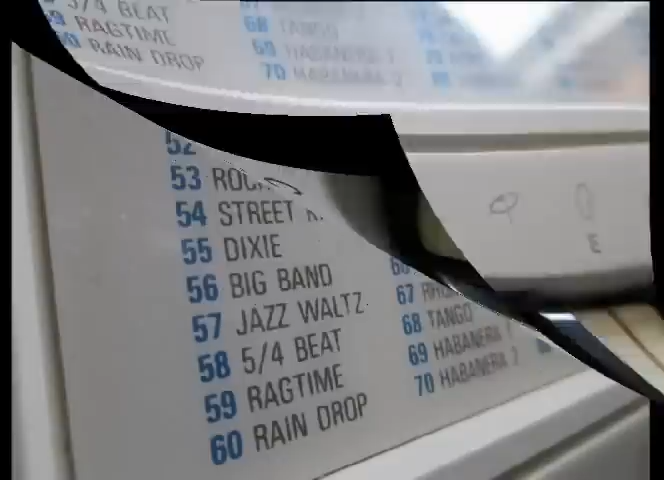 5/4 BEAT
59 RAGTIME
60 RAIN DROP
68 TANGO
69 HABANERA 1
70 HABANERA 2
52
53
54 STREET
55 DIXIE
56 BIG BAND
57 JAZZ WALTZ
58 5/4 BEAT
59 RAGTIME
60 RAIN DROP
67
68 TANGO
69 HABANERA 1
70 HABANERA 2
E